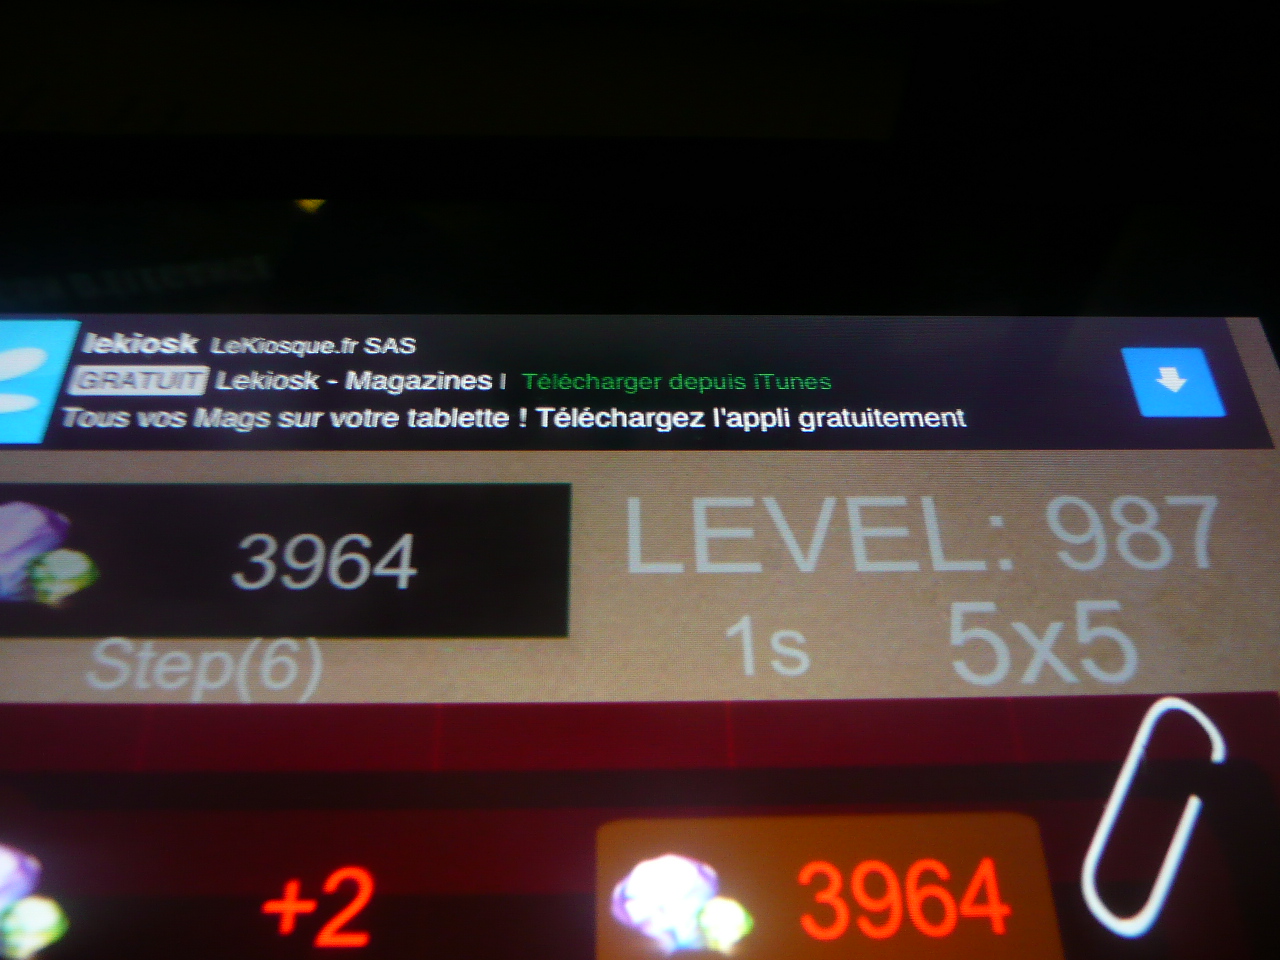 lekiosk LeKiosque.fr SAS
GRATUIT Lekiosk - Magazines | Télécharger depuis iTunes
Tous vos Mags sur votre tablette ! Téléchargez l'appli gratuitement
3964
LEVEL: 987
Step(6)
1s
5x5
+2
3964